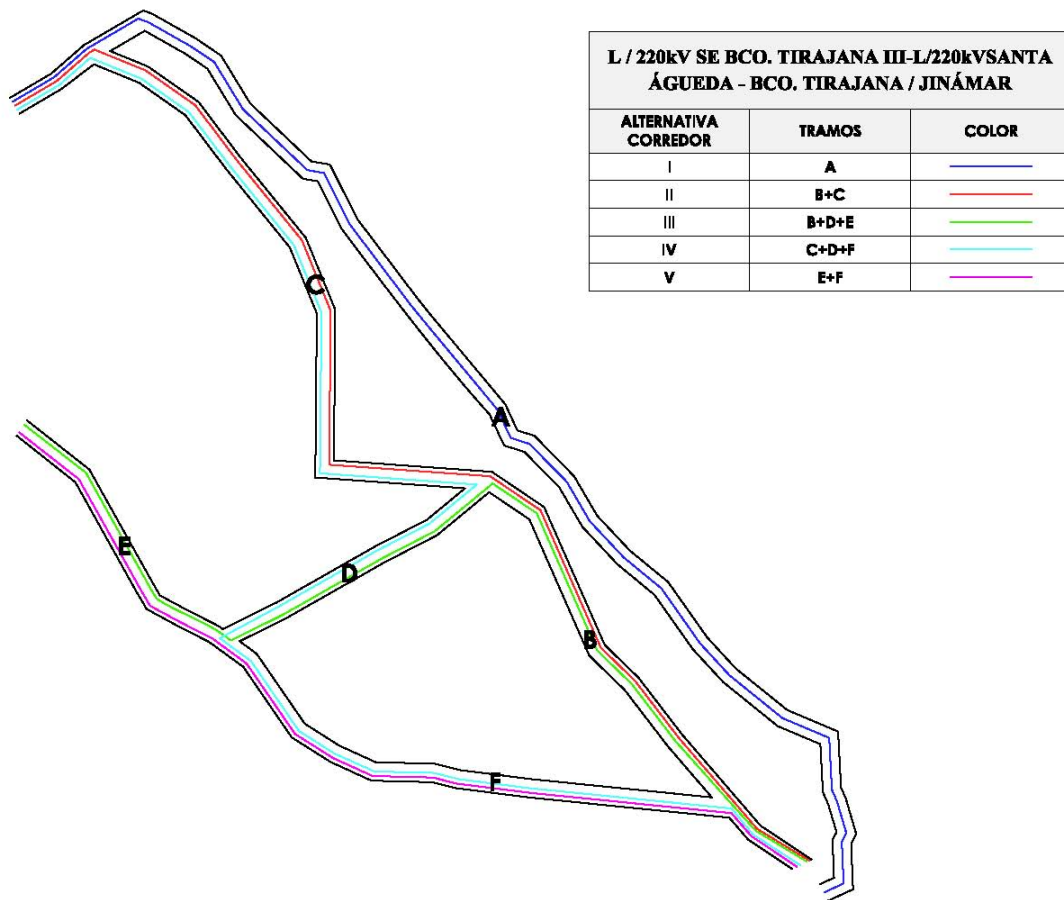 L / 220kV SE BCO. TIRAJANA III-L/220kVSANTA
ÁGUEDA - BCO. TIRAJANA / JINÁMAR
ALTERNATIVA CORREDOR TRAMOS COLOR
I A
II B+C
III B+D+E
IV C+D+F
V E+F
C
A
E
D
B
F